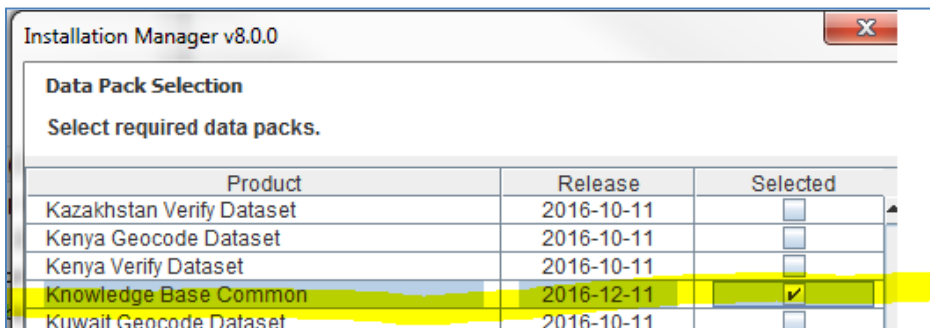 Installation Manager v8.0.0
Data Pack Selection
Select required data packs.
Product Release Selected
Kazakhstan Verify Dataset 2016-10-11
Kenya Geocode Dataset 2016-10-11
Kenya Verify Dataset 2016-10-11
Knowledge Base Common 2016-12-11
Kuwait Geocode Dataset 2016-10-11